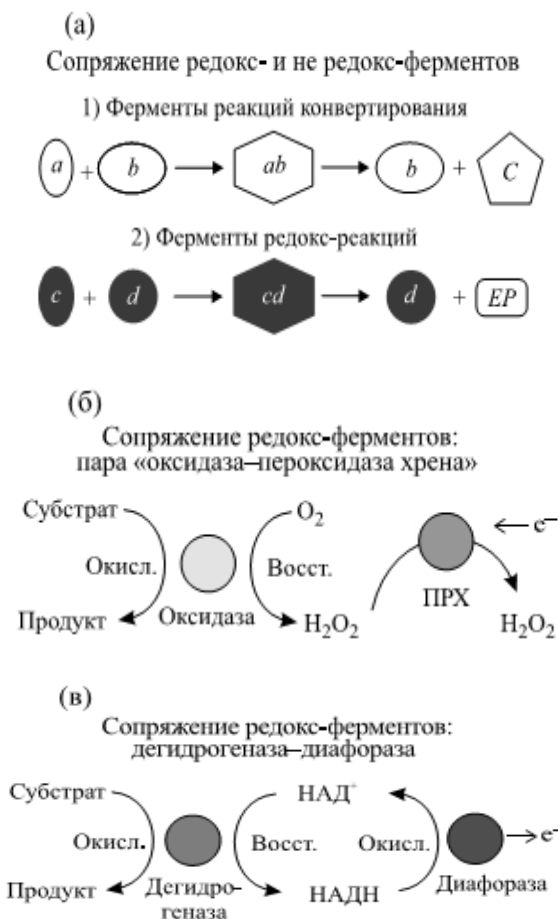 (а)
Сопряжение редокс- и не редокс-ферментов
1) Ферменты реакций конвертирования
a + b ab b + C
2) Ферменты редокс-реакций
c + d cd d + EP
(б)
Сопряжение редокс-ферментов:
пара «оксидаза–пероксидаза хрена»
Субстрат O₂ e⁻
Окисл. Восст.
Продукт Оксидаза H₂O₂ ПРХ H₂O₂
(в)
Сопряжение редокс-ферментов:
дегидрогеназа–диафораза
Субстрат НАД⁺
Окисл. Восст. Окисл. e⁻
Продукт Дегидро-
геназа НАДН Диафораза